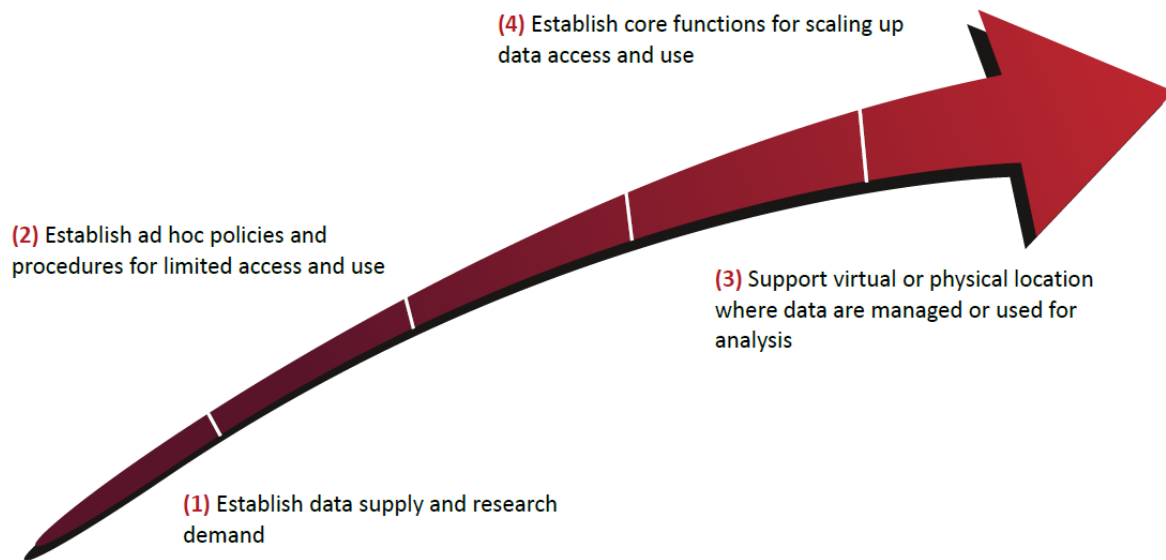 (4) Establish core functions for scaling up
data access and use
(2) Establish ad hoc policies and
procedures for limited access and use
(3) Support virtual or physical location
where data are managed or used for
analysis
(1) Establish data supply and research
demand